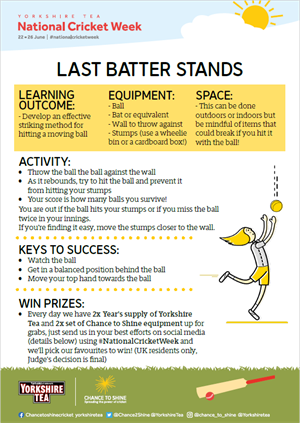 YORKSHIRE TEA
National Cricket Week
22 - 26 June | #nationalcricketweek
LAST BATTER STANDS
LEARNING
OUTCOME:
- Develop an effective
striking method for
hitting a moving ball
EQUIPMENT:
- Ball
- Bat or equivalent
- Wall to throw against
- Stumps (use a wheelie
bin or a cardboard box!)
SPACE:
- This can be done
outdoors or indoors but
be mindful of items that
could break if you hit it
with the ball!
ACTIVITY:
• Throw the ball the ball against the wall
• As it rebounds, try to hit the ball and prevent it
from hitting your stumps
• Your score is how many balls you survive!
You are out if the ball hits your stumps or if you miss the ball
twice in your innings.
If you're finding it easy, move the stumps closer to the wall.
KEYS TO SUCCESS:
• Watch the ball
• Get in a balanced position behind the ball
• Move your top hand towards the ball
WIN PRIZES:
• Every day we have 2x Year's supply of Yorkshire
Tea and 2x set of Chance to Shine equipment up for
grabs, just send us in your best efforts on social media
(details below) using #NationalCricketWeek and
we'll pick our favourites to win! (UK residents only,
judge's decision is final)
YORKSHIRE
TEA
CHANCE TO SHINE
Spreading the power of cricket
Chancetoshinecricket yorkshiretea
@Chance2Shine @YorkshireTea
@chance_to_shine @yorkshiretea